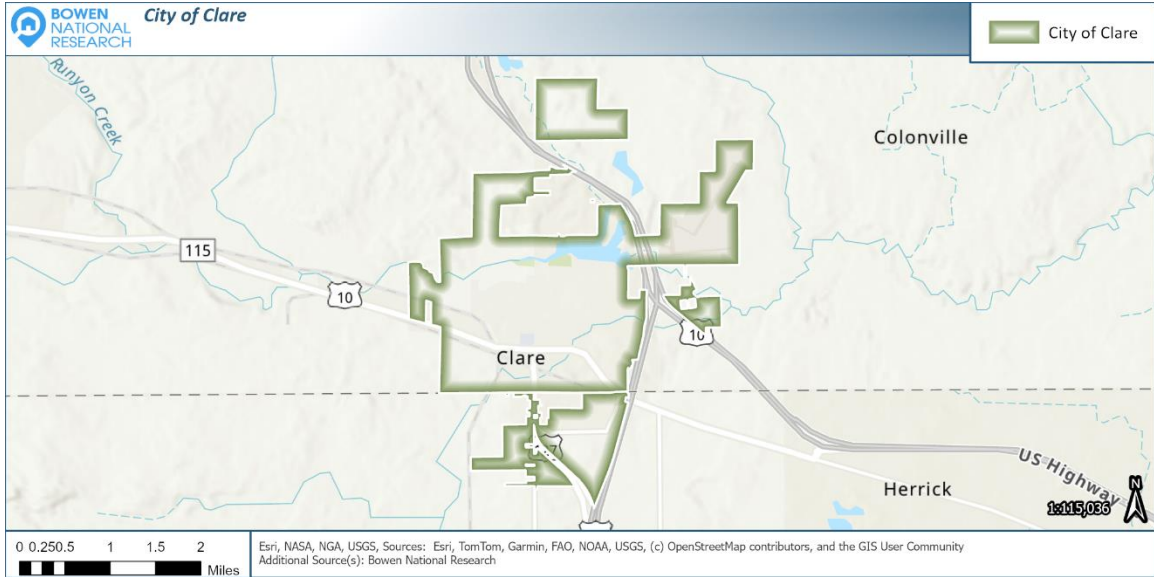 BOWEN
NATIONAL
RESEARCH
City of Clare
City of Clare
Runyon Creek
Colonville
115
10
10
Clare
US Highway
Herrick
N
1:115,036
0 0.250.5 1 1.5 2
Miles
Esri, NASA, NGA, USGS, Sources: Esri, TomTom, Garmin, FAO, NOAA, USGS, (c) OpenStreetMap contributors, and the GIS User Community
Additional Source(s): Bowen National Research